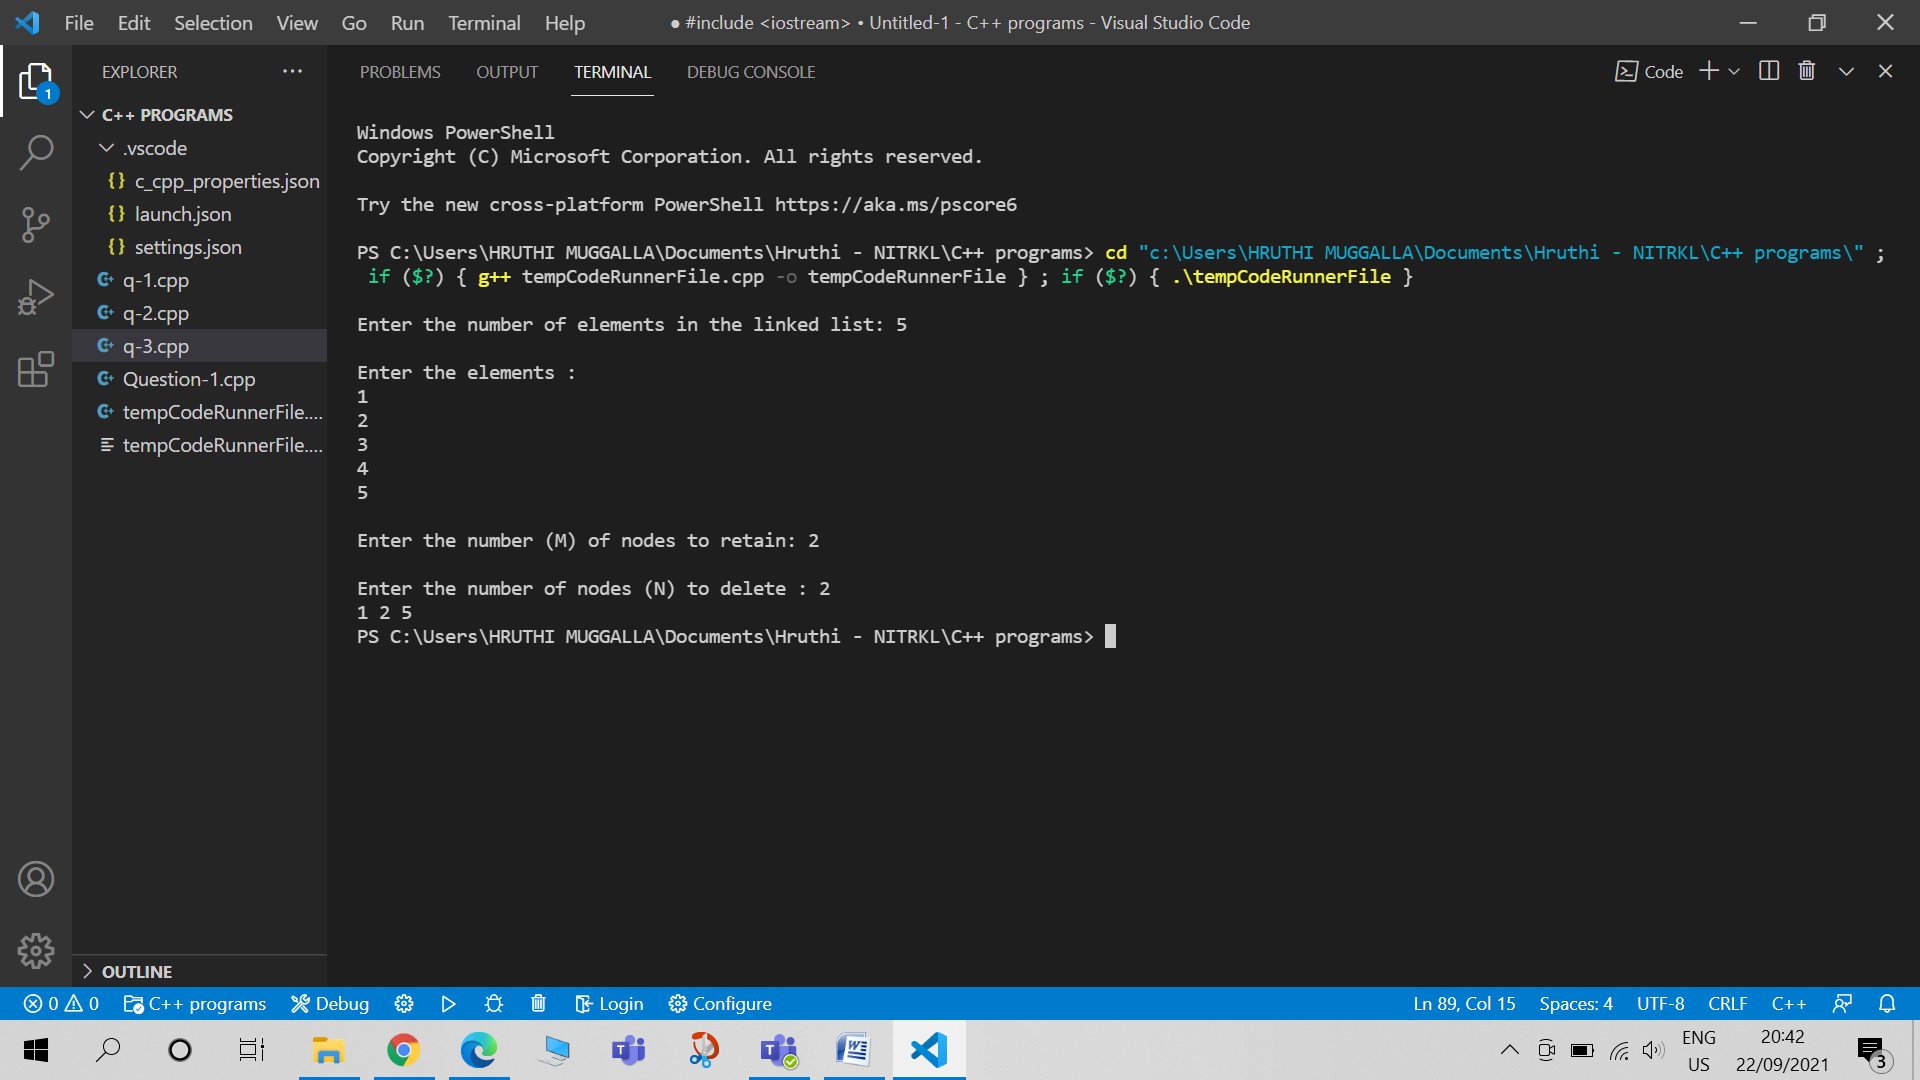 File Edit Selection View Go Run Terminal Help
● #include <iostream> • Untitled-1 - C++ programs - Visual Studio Code
EXPLORER
1
C++ PROGRAMS
.vscode
{} c_cpp_properties.json
{} launch.json
{} settings.json
q-1.cpp
q-2.cpp
q-3.cpp
Question-1.cpp
tempCodeRunnerFile....
tempCodeRunnerFile....
OUTLINE
PROBLEMS OUTPUT TERMINAL DEBUG CONSOLE
Code
Windows PowerShell
Copyright (C) Microsoft Corporation. All rights reserved.
Try the new cross-platform PowerShell https://aka.ms/pscore6
PS C:\Users\HRUTHI MUGGALLA\Documents\Hruthi - NITRKL\C++ programs> cd "c:\Users\HRUTHI MUGGALLA\Documents\Hruthi - NITRKL\C++ programs\" ;
if ($?) { g++ tempCodeRunnerFile.cpp -o tempCodeRunnerFile } ; if ($?) { .\tempCodeRunnerFile }
Enter the number of elements in the linked list: 5
Enter the elements :
1
2
3
4
5
Enter the number (M) of nodes to retain: 2
Enter the number of nodes (N) to delete : 2
1 2 5
PS C:\Users\HRUTHI MUGGALLA\Documents\Hruthi - NITRKL\C++ programs>
0 0 C++ programs Debug Login Configure
Ln 89, Col 15 Spaces: 4 UTF-8 CRLF C++
ENG
US
20:42
22/09/2021
3